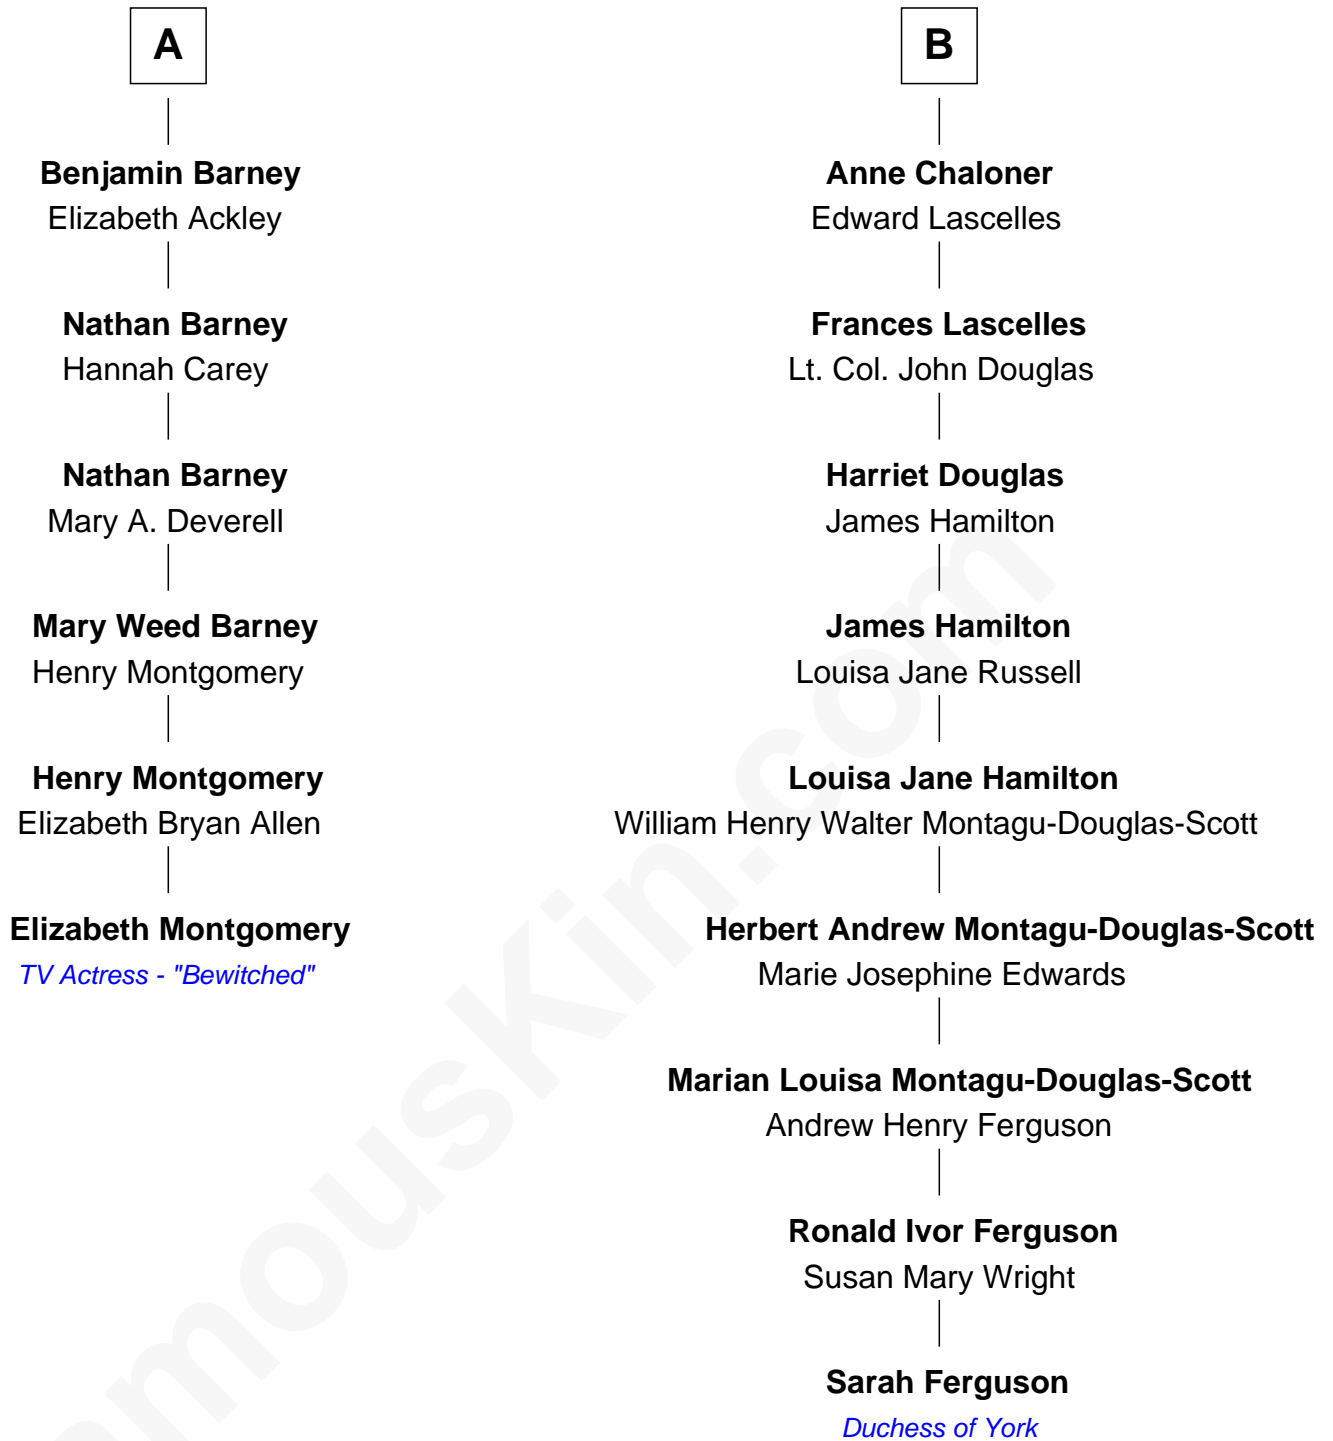 A
Benjamin Barney
Elizabeth Ackley
Nathan Barney
Hannah Carey
Nathan Barney
Mary A. Deverell
Mary Weed Barney
Henry Montgomery
Henry Montgomery
Elizabeth Bryan Allen
Elizabeth Montgomery
TV Actress - "Bewitched"
B
Anne Chaloner
Edward Lascelles
Frances Lascelles
Lt. Col. John Douglas
Harriet Douglas
James Hamilton
James Hamilton
Louisa Jane Russell
Louisa Jane Hamilton
William Henry Walter Montagu-Douglas-Scott
Herbert Andrew Montagu-Douglas-Scott
Marie Josephine Edwards
Marian Louisa Montagu-Douglas-Scott
Andrew Henry Ferguson
Ronald Ivor Ferguson
Susan Mary Wright
Sarah Ferguson
Duchess of York
amouskin.com